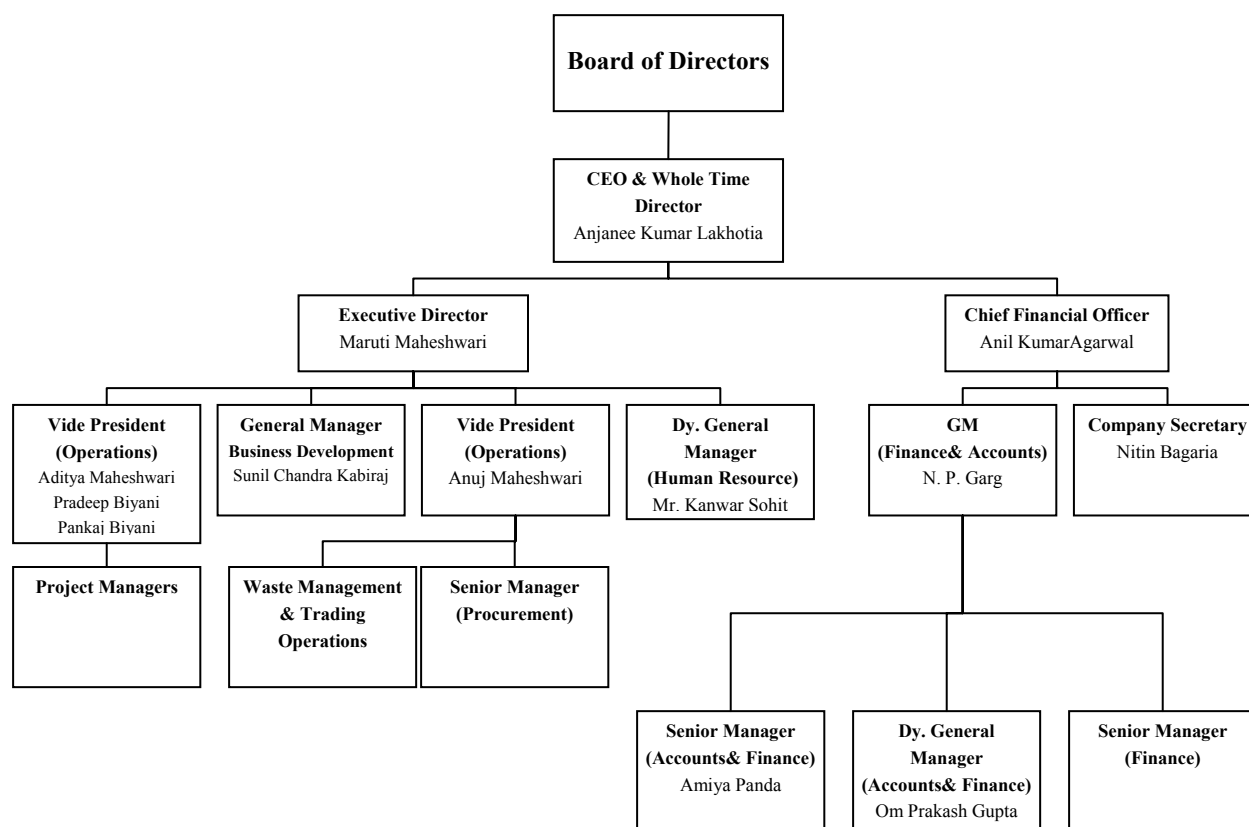 Board of Directors
CEO & Whole Time
Director
Anjanee Kumar Lakhotia
Executive Director
Maruti Maheshwari
Chief Financial Officer
Anil KumarAgarwal
Vide President
(Operations)
Aditya Maheshwari
Pradeep Biyani
Pankaj Biyani
General Manager
Business Development
Sunil Chandra Kabiraj
Vide President
(Operations)
Anuj Maheshwari
Dy. General
Manager
(Human Resource)
Mr. Kanwar Sohit
GM
(Finance& Accounts)
N. P. Garg
Company Secretary
Nitin Bagaria
Project Managers
Waste Management
& Trading
Operations
Senior Manager
(Procurement)
Senior Manager
(Accounts& Finance)
Amiya Panda
Dy. General
Manager
(Accounts& Finance)
Om Prakash Gupta
Senior Manager
(Finance)